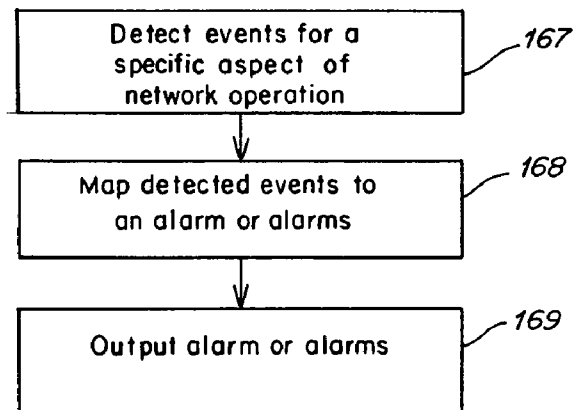 Detect events for a
specific aspect of
network operation
167
Map detected events to
an alarm or alarms
168
Output alarm or alarms
169